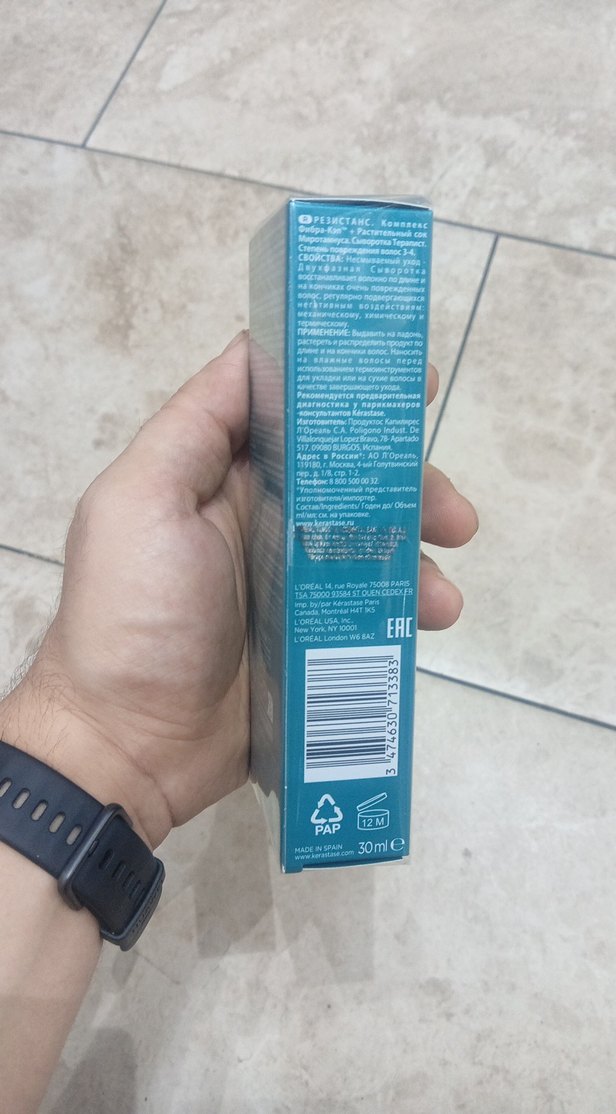 РЕЗИСТАНС. Комплекс
Фибра-Кэп™ + Растительный сок
Миротамнуса. Сыворотка Терапист.
Степень повреждения волос 3-4.
СВОЙСТВА: Несмываемый уход -
Двухфазная Сыворотка
восстанавливает волокно по длине и
на кончиках очень поврежденных
волос, регулярно подвергающихся
негативным воздействиям:
механическому, химическому и
термическому.
ПРИМЕНЕНИЕ: Выдавить на ладонь,
растереть и распределить продукт по
длине и на кончики волос. Наносить
на влажные волосы перед
использованием термоинструментов
для укладки или на сухие волосы в
качестве завершающего ухода.
Рекомендуется предварительная
диагностика у парикмахеров
-консультантов Kérastase.
Изготовитель: Продуктос Капилярес
Л'Ореаль С.А. Poligono Indust. De
Villalonquejar Lopez Bravo, 78- Apartado
517, 09080 BURGOS, Испания.
Адрес в России*: АО Л'Ореаль,
119180, г. Москва, 4-ый Голутвинский
пер., д. 1/8, стр. 1-2.
Телефон: 8 800 500 00 32.
*Уполномоченный представитель
изготовителя/импортер.
Состав/Ingredients/ Годен до/ Объем
ml/мл: см. на упаковке.
www.kerastase.ru
L'ORÉAL 14, rue Royale 75008 PARIS
TSA 75000 93584 ST OUEN CEDEX FR
Imp. by/par Kérastase Paris
Canada, Montréal H4T 1K5
L'ORÉAL USA, Inc.
New York, NY 10001
L'ORÉAL London W6 8AZ
EAC
3 474630 713383
PAP
12 M
MADE IN SPAIN
www.kerastase.com
30 ml e